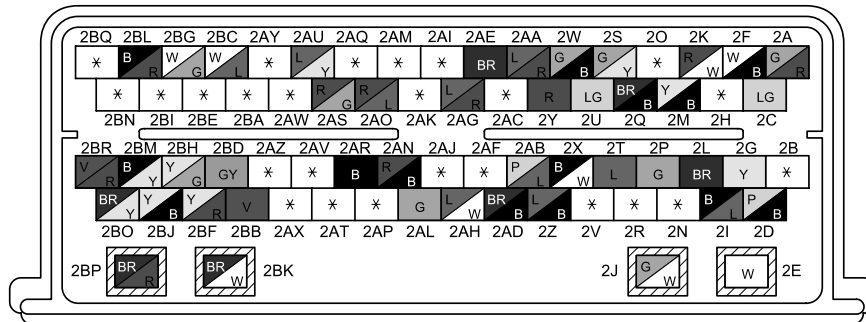 2BQ 2BL 2BG 2BC 2AY 2AU 2AQ 2AM 2AI 2AE 2AA 2W 2S 2O 2K 2F 2A
* B R W G W L * L Y * * * BR L R G B G Y * R W W B G R
* * * * * R G R L * L R * R LG BR B Y B * LG
2BN 2BI 2BE 2BA 2AW 2AS 2AO 2AK 2AG 2AC 2Y 2U 2Q 2M 2H 2C
2BR 2BM 2BH 2BD 2AZ 2AV 2AR 2AN 2AJ 2AF 2AB 2X 2T 2P 2L 2G 2B
V R B Y Y G GY * * B R B * * P L B W L G BR Y *
BR Y Y B Y R V * * * G L W BR B L B * * * B L P B
2BO 2BJ 2BF 2BB 2AX 2AT 2AP 2AL 2AH 2AD 2Z 2V 2R 2N 2I 2D
2BP BR R BR W 2BK 2J G W W 2E